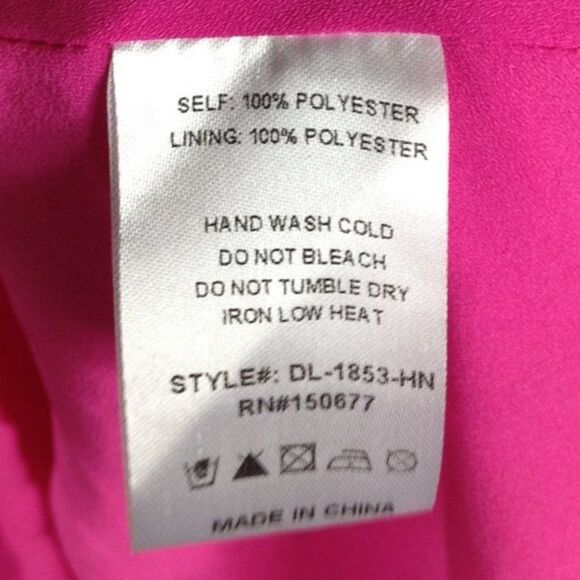 SELF: 100% POLYESTER
LINING: 100% POLYESTER
HAND WASH COLD
DO NOT BLEACH
DO NOT TUMBLE DRY
IRON LOW HEAT
STYLE#: DL-1853-HN
RN#150677
MADE IN CHINA